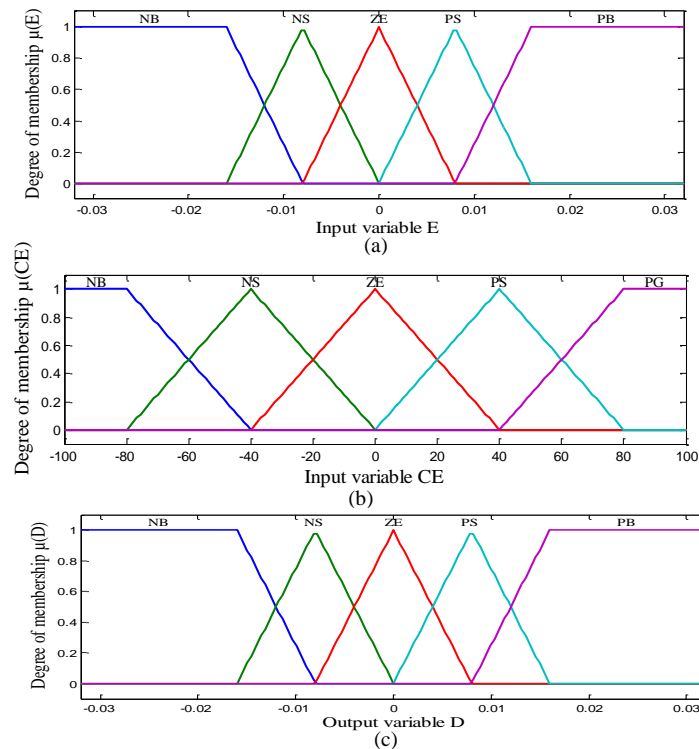 NB NS ZE PS PB
1
0.8
0.6
0.4
0.2
0
Degree of membership µ(E)
-0.03 -0.02 -0.01 0 0.01 0.02 0.03
Input variable E
(a)
NB NS ZE PS PG
1
0.8
0.6
0.4
0.2
0
Degree of membership µ(CE)
-100 -80 -60 -40 -20 0 20 40 60 80 100
Input variable CE
(b)
NB NS ZE PS PB
1
0.8
0.6
0.4
0.2
0
Degree of membership µ(D)
-0.03 -0.02 -0.01 0 0.01 0.02 0.03
Output variable D
(c)